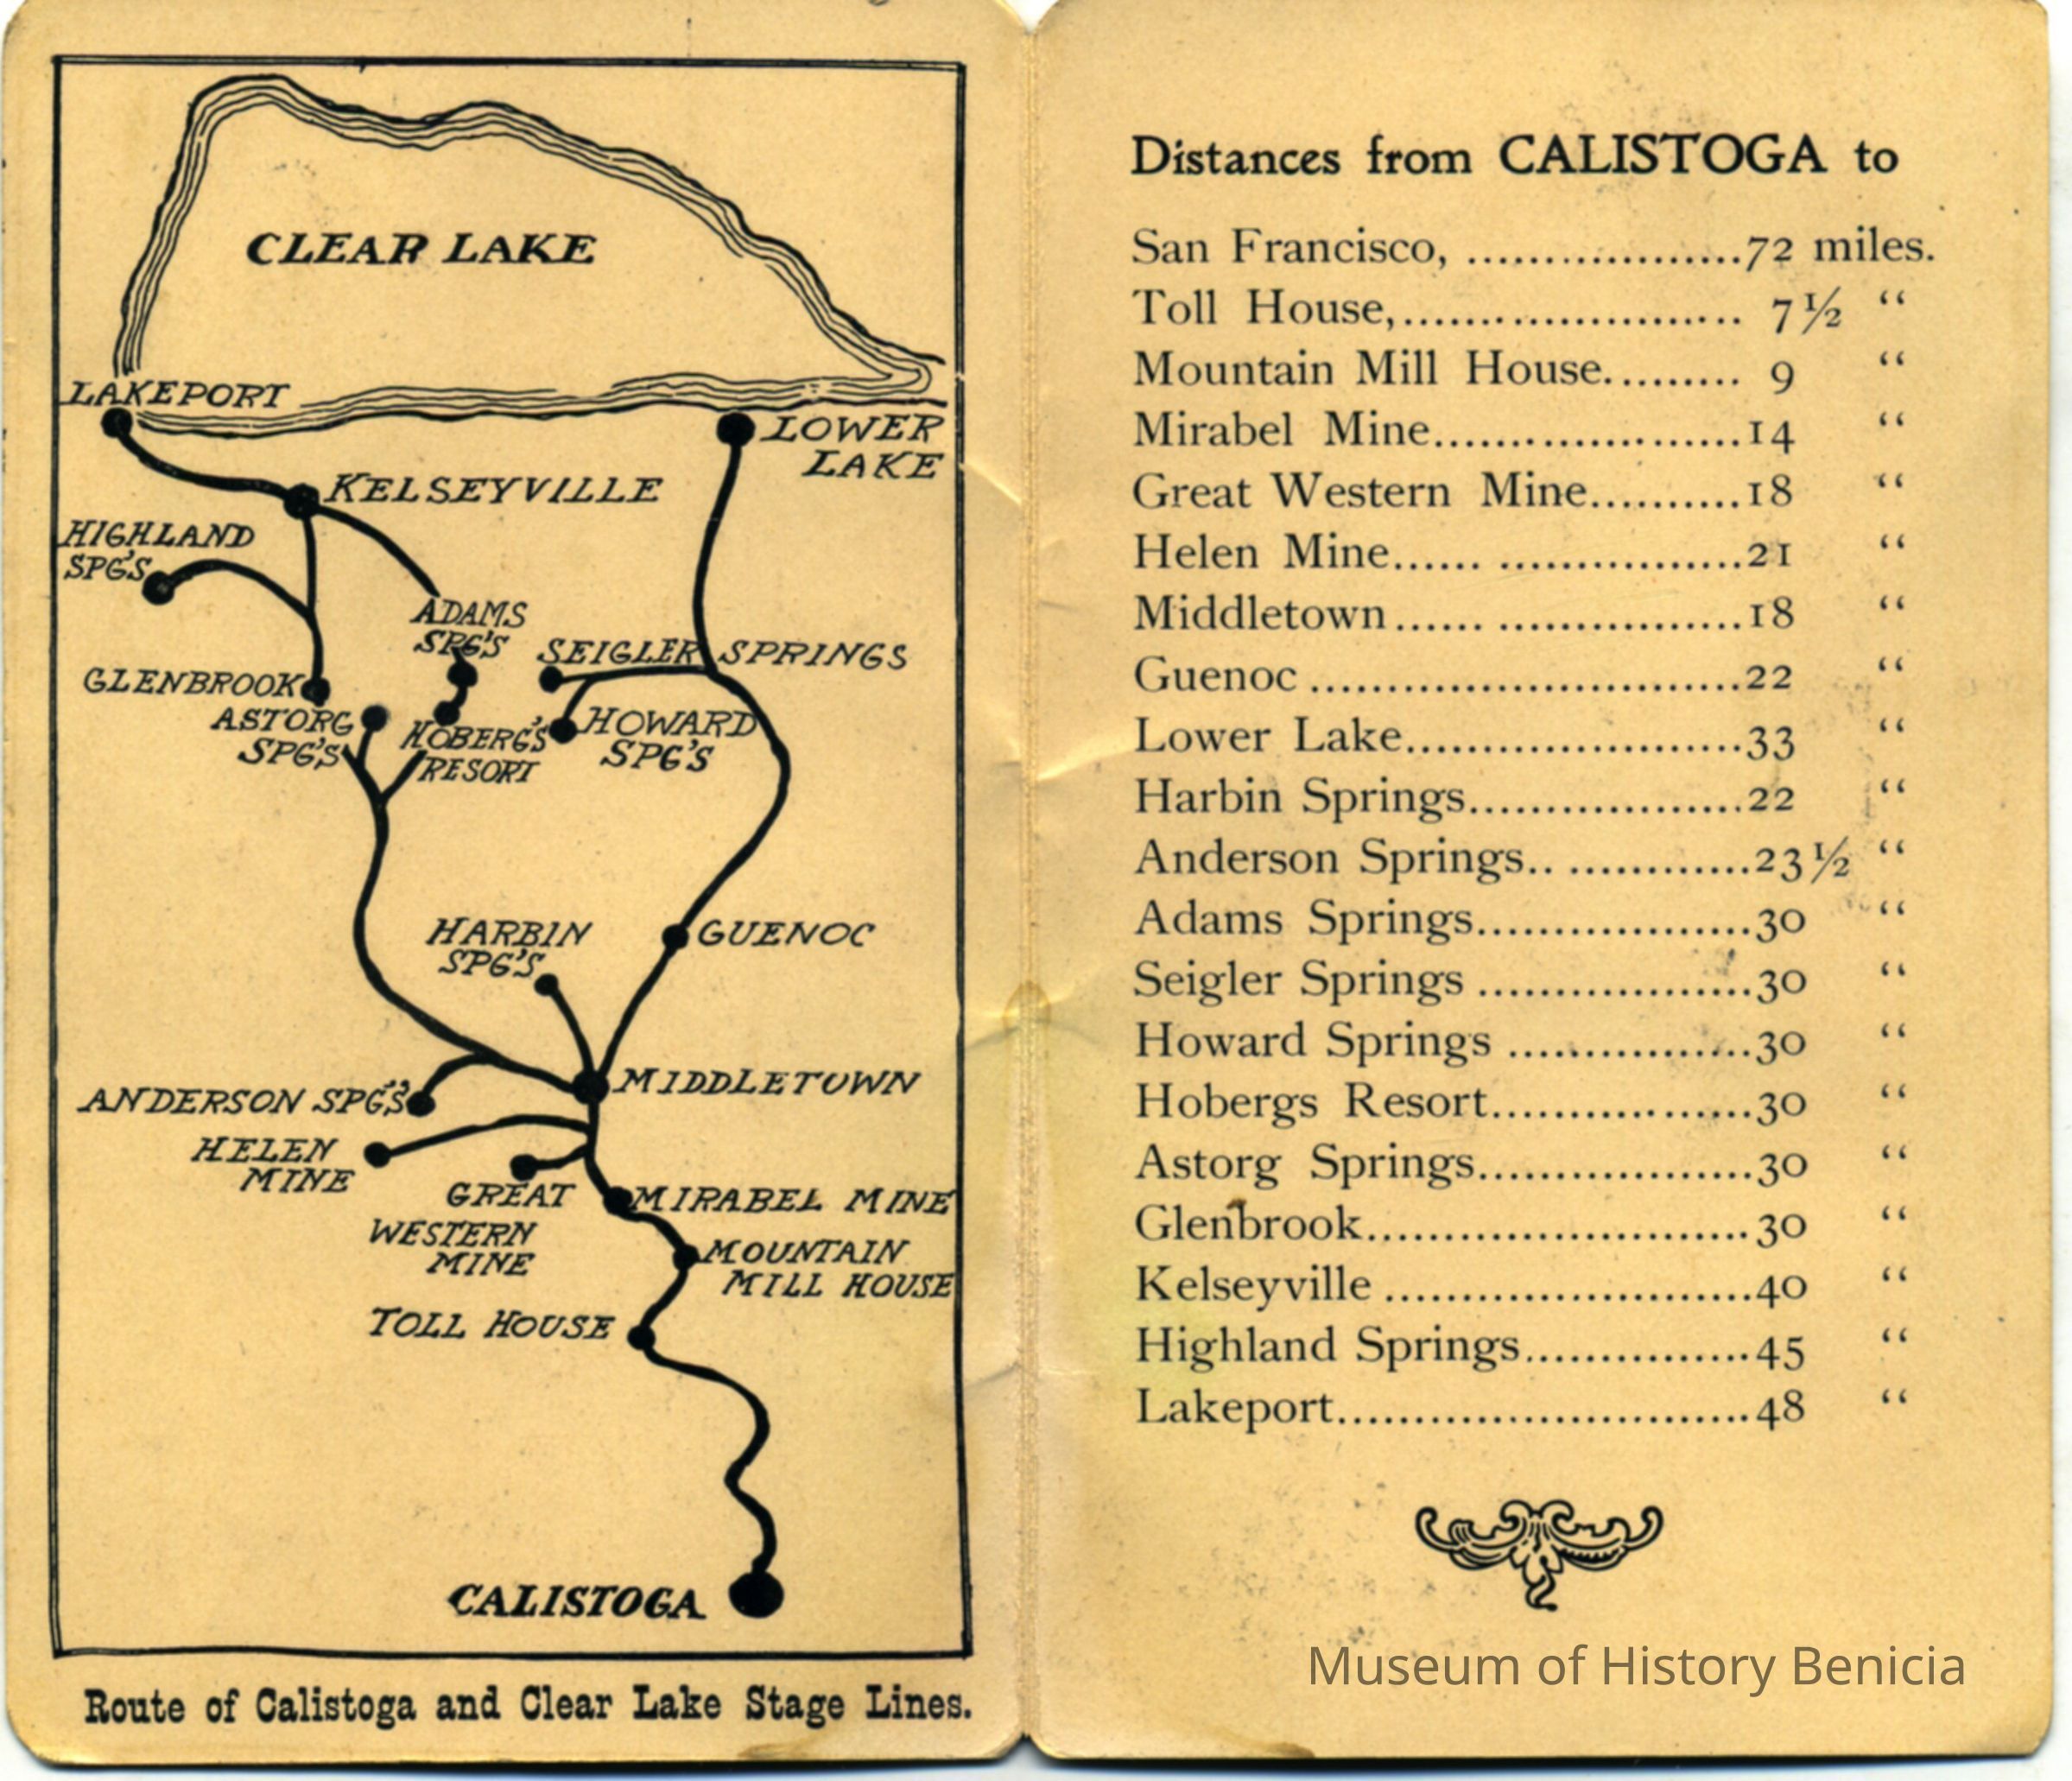 CLEAR LAKE
LAKEPORT
LOWER
LAKE
KELSEYVILLE
HIGHLAND
SPG'S
ADAMS
SPG'S
SEIGLER SPRINGS
GLENBROOK
ASTORG
SPG'S
HOBERG'S
RESORT
HOWARD
SPG'S
HARBIN
SPG'S
GUENOC
MIDDLETOWN
ANDERSON SPG'S
HELEN
MINE
GREAT
WESTERN
MINE
MIRABEL MINE
MOUNTAIN
MILL HOUSE
TOLL HOUSE
CALISTOGA
Route of Calistoga and Clear Lake Stage Lines.
Distances from CALISTOGA to
San Francisco, ..................72 miles.
Toll House,...................... 7½ “
Mountain Mill House......... 9 “
Mirabel Mine....................14 “
Great Western Mine..........18 “
Helen Mine...... ................21 “
Middletown...... ................18 “
Guenoc ............................22 “
Lower Lake......................33 “
Harbin Springs..................22 “
Anderson Springs.. ............23½ “
Adams Springs..................30 “
Seigler Springs ..................30 “
Howard Springs ................30 “
Hobergs Resort.................30 “
Astorg Springs..................30 “
Glenbrook.........................30 “
Kelseyville ........................40 “
Highland Springs...............45 “
Lakeport...........................48 “
Museum of History Benicia